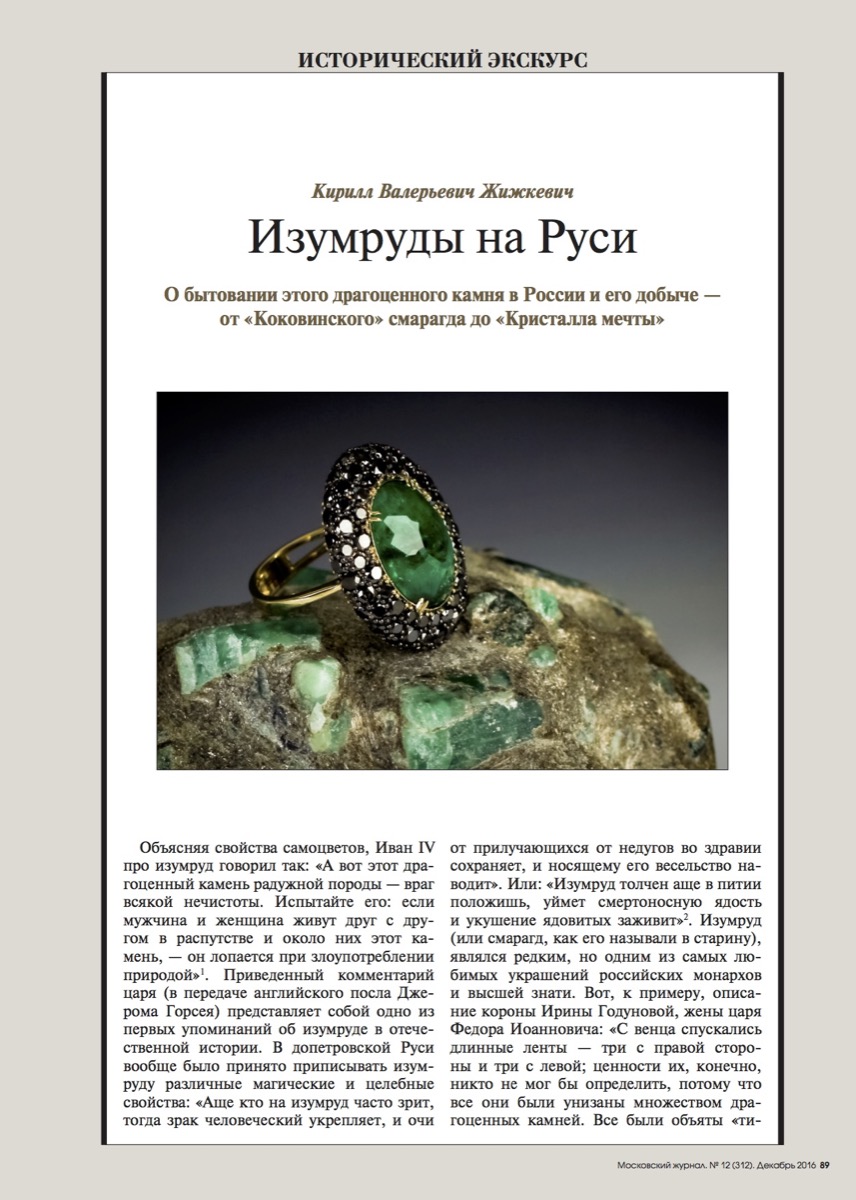 ИСТОРИЧЕСКИЙ ЭКСКУРС
Кирилл Валерьевич Жижкевич
Изумруды на Руси
О бытовании этого драгоценного камня в России и его добыче —
от «Коковинского» смарагда до «Кристалла мечты»
Объясняя свойства самоцветов, Иван IV
про изумруд говорил так: «А вот этот дра-
гоценный камень радужной породы — враг
всякой нечистоты. Испытайте его: если
мужчина и женщина живут друг с дру-
гом в распутстве и около них этот ка-
мень, — он лопается при злоупотреблении
природой»¹. Приведенный комментарий
царя (в передаче английского посла Дже-
рома Горсея) представляет собой одно из
первых упоминаний об изумруде в отече-
ственной истории. В допетровской Руси
вообще было принято приписывать изум-
руду различные магические и целебные
свойства: «Аще кто на изумруд часто зрит,
тогда зрак человеческий укрепляет, и очи
от прилучающихся от недугов во здравии
сохраняет, и носящему его весельство на-
водит». Или: «Изумруд толчен аще в питии
положишь, уймет смертоносную ядость
и укушение ядовитых заживит»². Изумруд
(или смарагд, как его называли в старину),
являлся редким, но одним из самых лю-
бимых украшений российских монархов
и высшей знати. Вот, к примеру, описа-
ние короны Ирины Годуновой, жены царя
Федора Иоанновича: «С венца спускались
длинные ленты — три с правой сторо-
ны и три с левой; ценности их, конечно,
никто не мог бы определить, потому что
все они были унизаны множеством дра-
гоценных камней. Все были объяты «ти-
Московский журнал. № 12 (312). Декабрь 2016 89